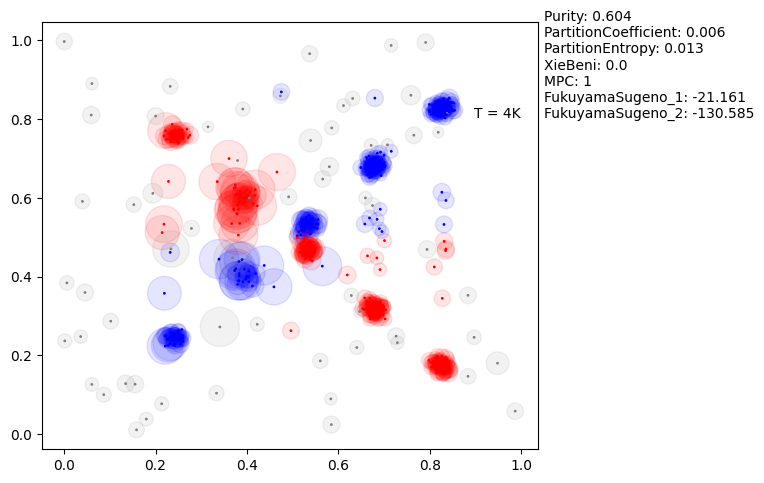 Purity: 0.604
PartitionCoefficient: 0.006
PartitionEntropy: 0.013
XieBeni: 0.0
MPC: 1
FukuyamaSugeno_1: -21.161
FukuyamaSugeno_2: -130.585
T = 4K
1.0
0.8
0.6
0.4
0.2
0.0
0.0 0.2 0.4 0.6 0.8 1.0